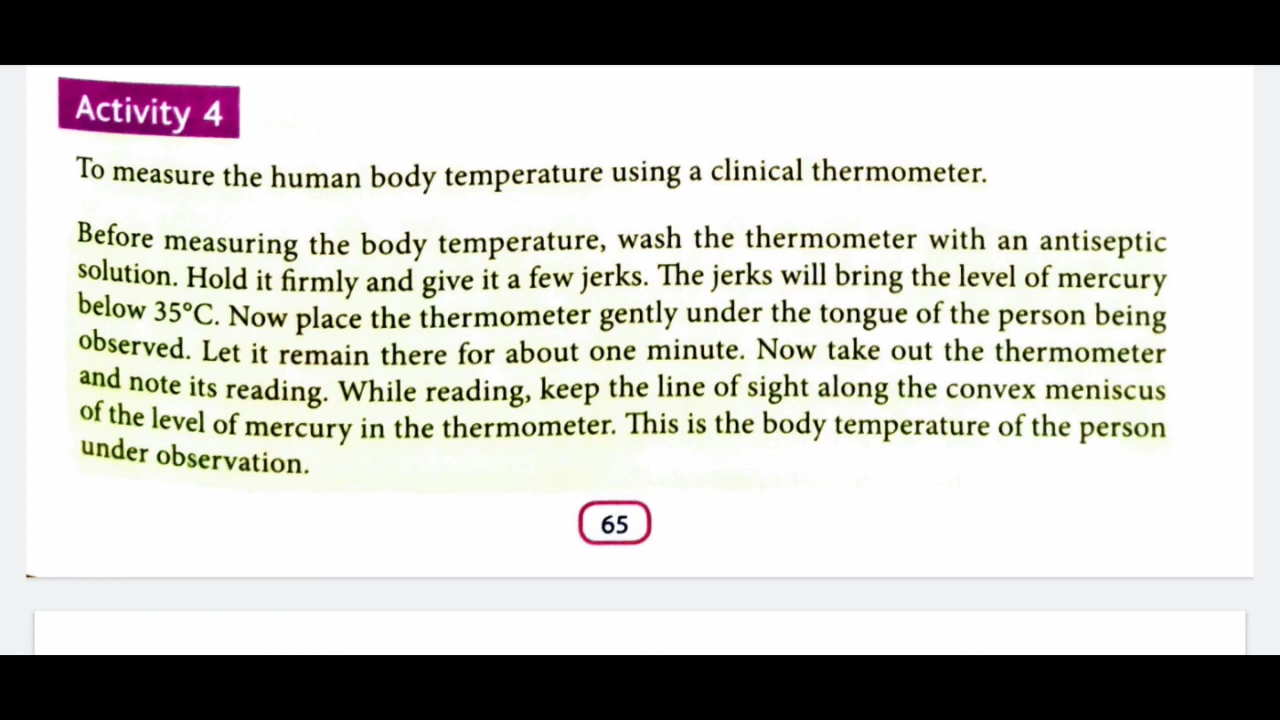 Activity 4
To measure the human body temperature using a clinical thermometer.
Before measuring the body temperature, wash the thermometer with an antiseptic
solution. Hold it firmly and give it a few jerks. The jerks will bring the level of mercury
below 35°C. Now place the thermometer gently under the tongue of the person being
observed. Let it remain there for about one minute. Now take out the thermometer
and note its reading. While reading, keep the line of sight along the convex meniscus
of the level of mercury in the thermometer. This is the body temperature of the person
under observation.
65